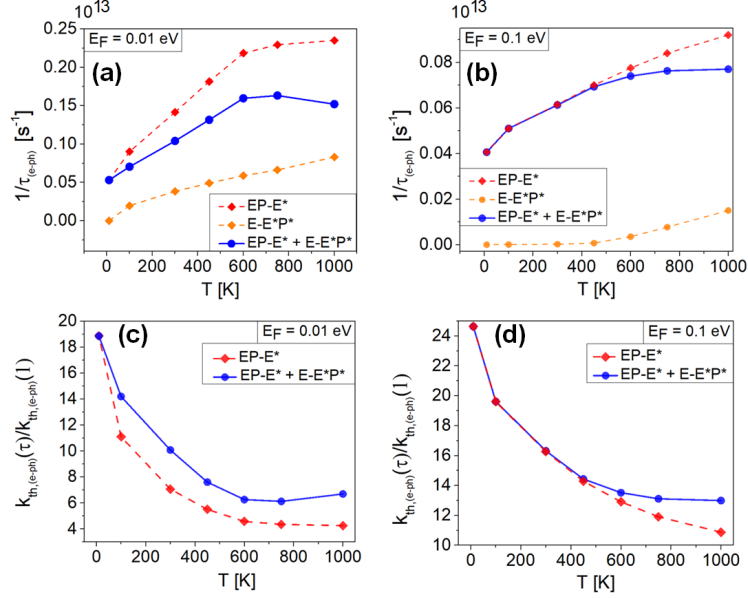 10^13
E_F = 0.01 eV
(a)
0.25
0.20
0.15
0.10
0.05
0.00
1/τ_(e-ph) [s^-1]
EP-E*
E-E*P*
EP-E* + E-E*P*
0 200 400 600 800 1000
T [K]
10^13
E_F = 0.1 eV
(b)
0.10
0.08
0.06
0.04
0.02
0.00
1/τ_(e-ph) [s^-1]
EP-E*
E-E*P*
EP-E* + E-E*P*
0 200 400 600 800 1000
T [K]
(c)
E_F = 0.01 eV
20
18
16
14
12
10
8
6
4
k_th,(e-ph)(τ)/k_th,(e-ph)(1)
EP-E*
EP-E* + E-E*P*
0 200 400 600 800 1000
T [K]
(d)
E_F = 0.1 eV
24
22
20
18
16
14
12
10
k_th,(e-ph)(τ)/k_th,(e-ph)(1)
EP-E*
EP-E* + E-E*P*
0 200 400 600 800 1000
T [K]